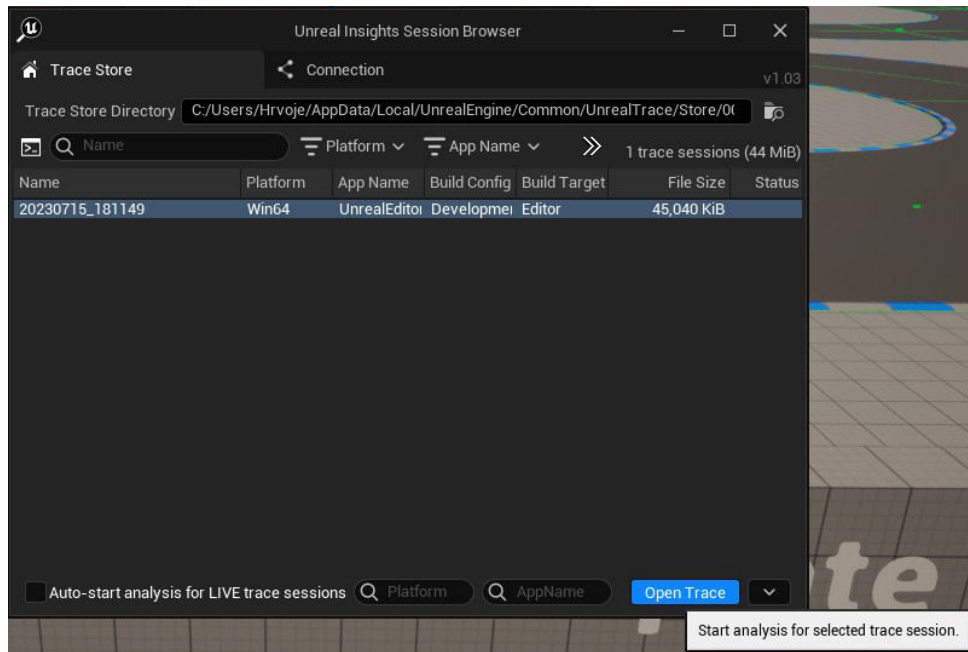 Unreal Insights Session Browser
Trace Store
Connection
v1.03
Trace Store Directory C:/Users/Hrvoje/AppData/Local/UnrealEngine/Common/UnrealTrace/Store/00
Name Platform App Name 1 trace sessions (44 MiB)
Name Platform App Name Build Config Build Target File Size Status
20230715_181149 Win64 UnrealEditor Developmen Editor 45,040 KiB
Auto-start analysis for LIVE trace sessions Platform AppName Open Trace
te
Start analysis for selected trace session.